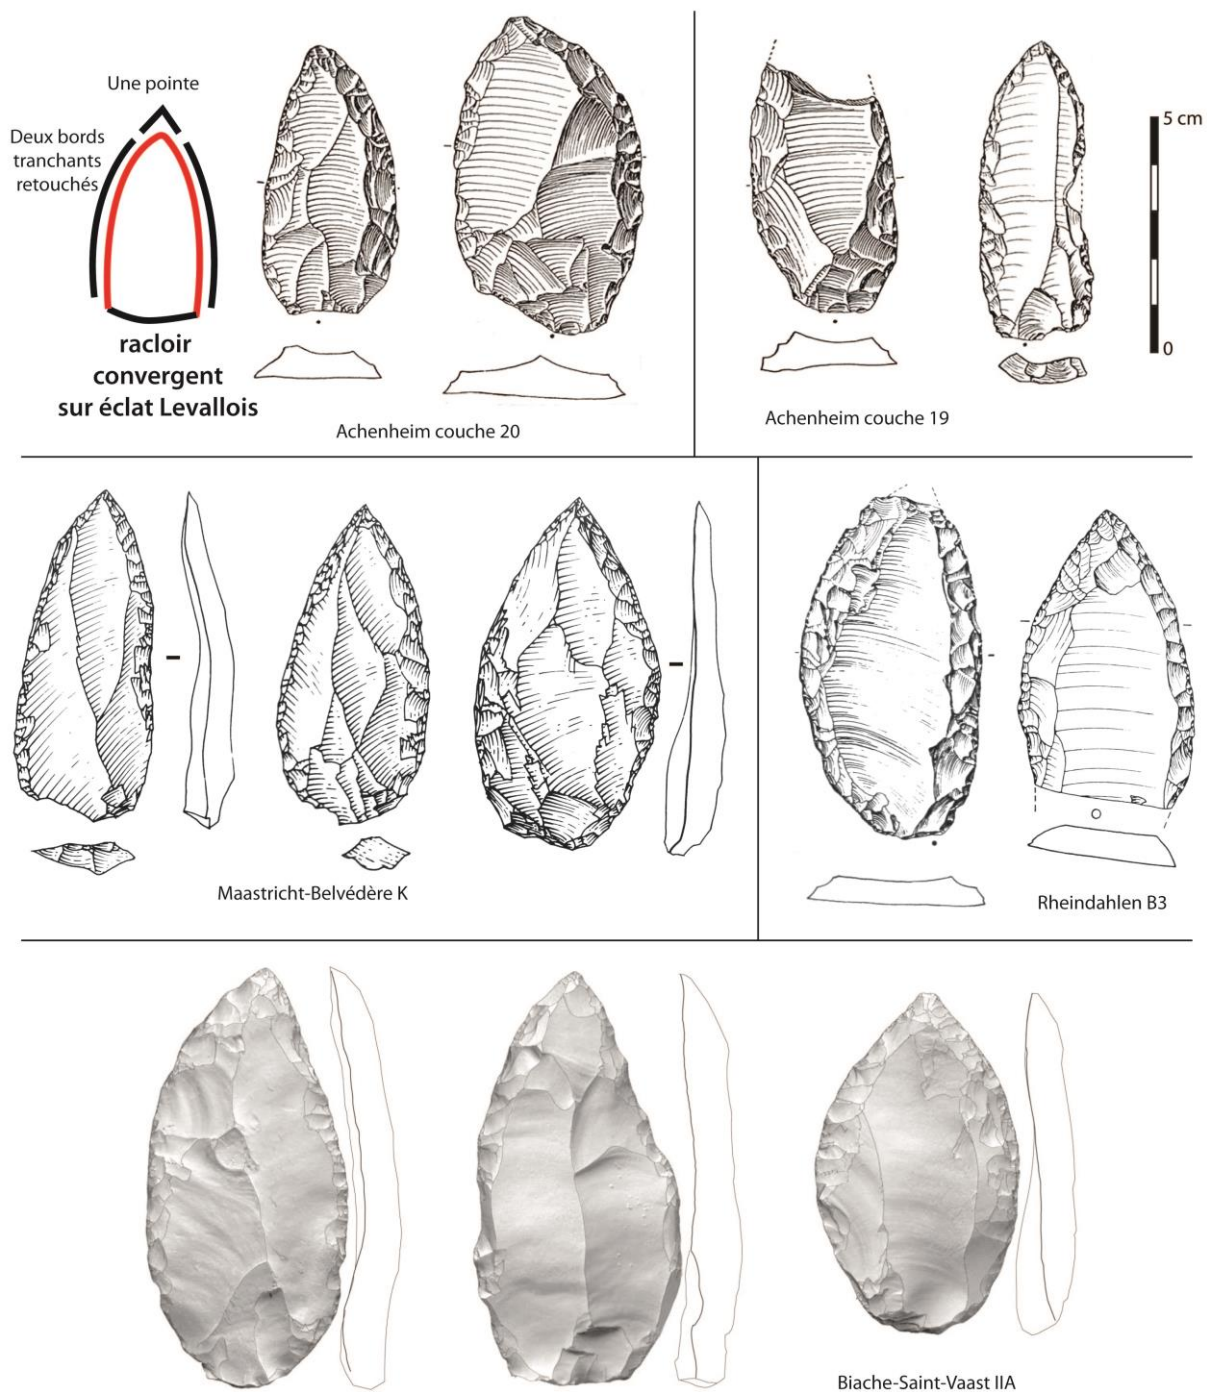 Une pointe
Deux bords
tranchants
retouchés
racloir
convergent
sur éclat Levallois
Achenheim couche 20
5 cm
0
Achenheim couche 19
Maastricht-Belvédère K
Rheindahlen B3
Biache-Saint-Vaast IIA